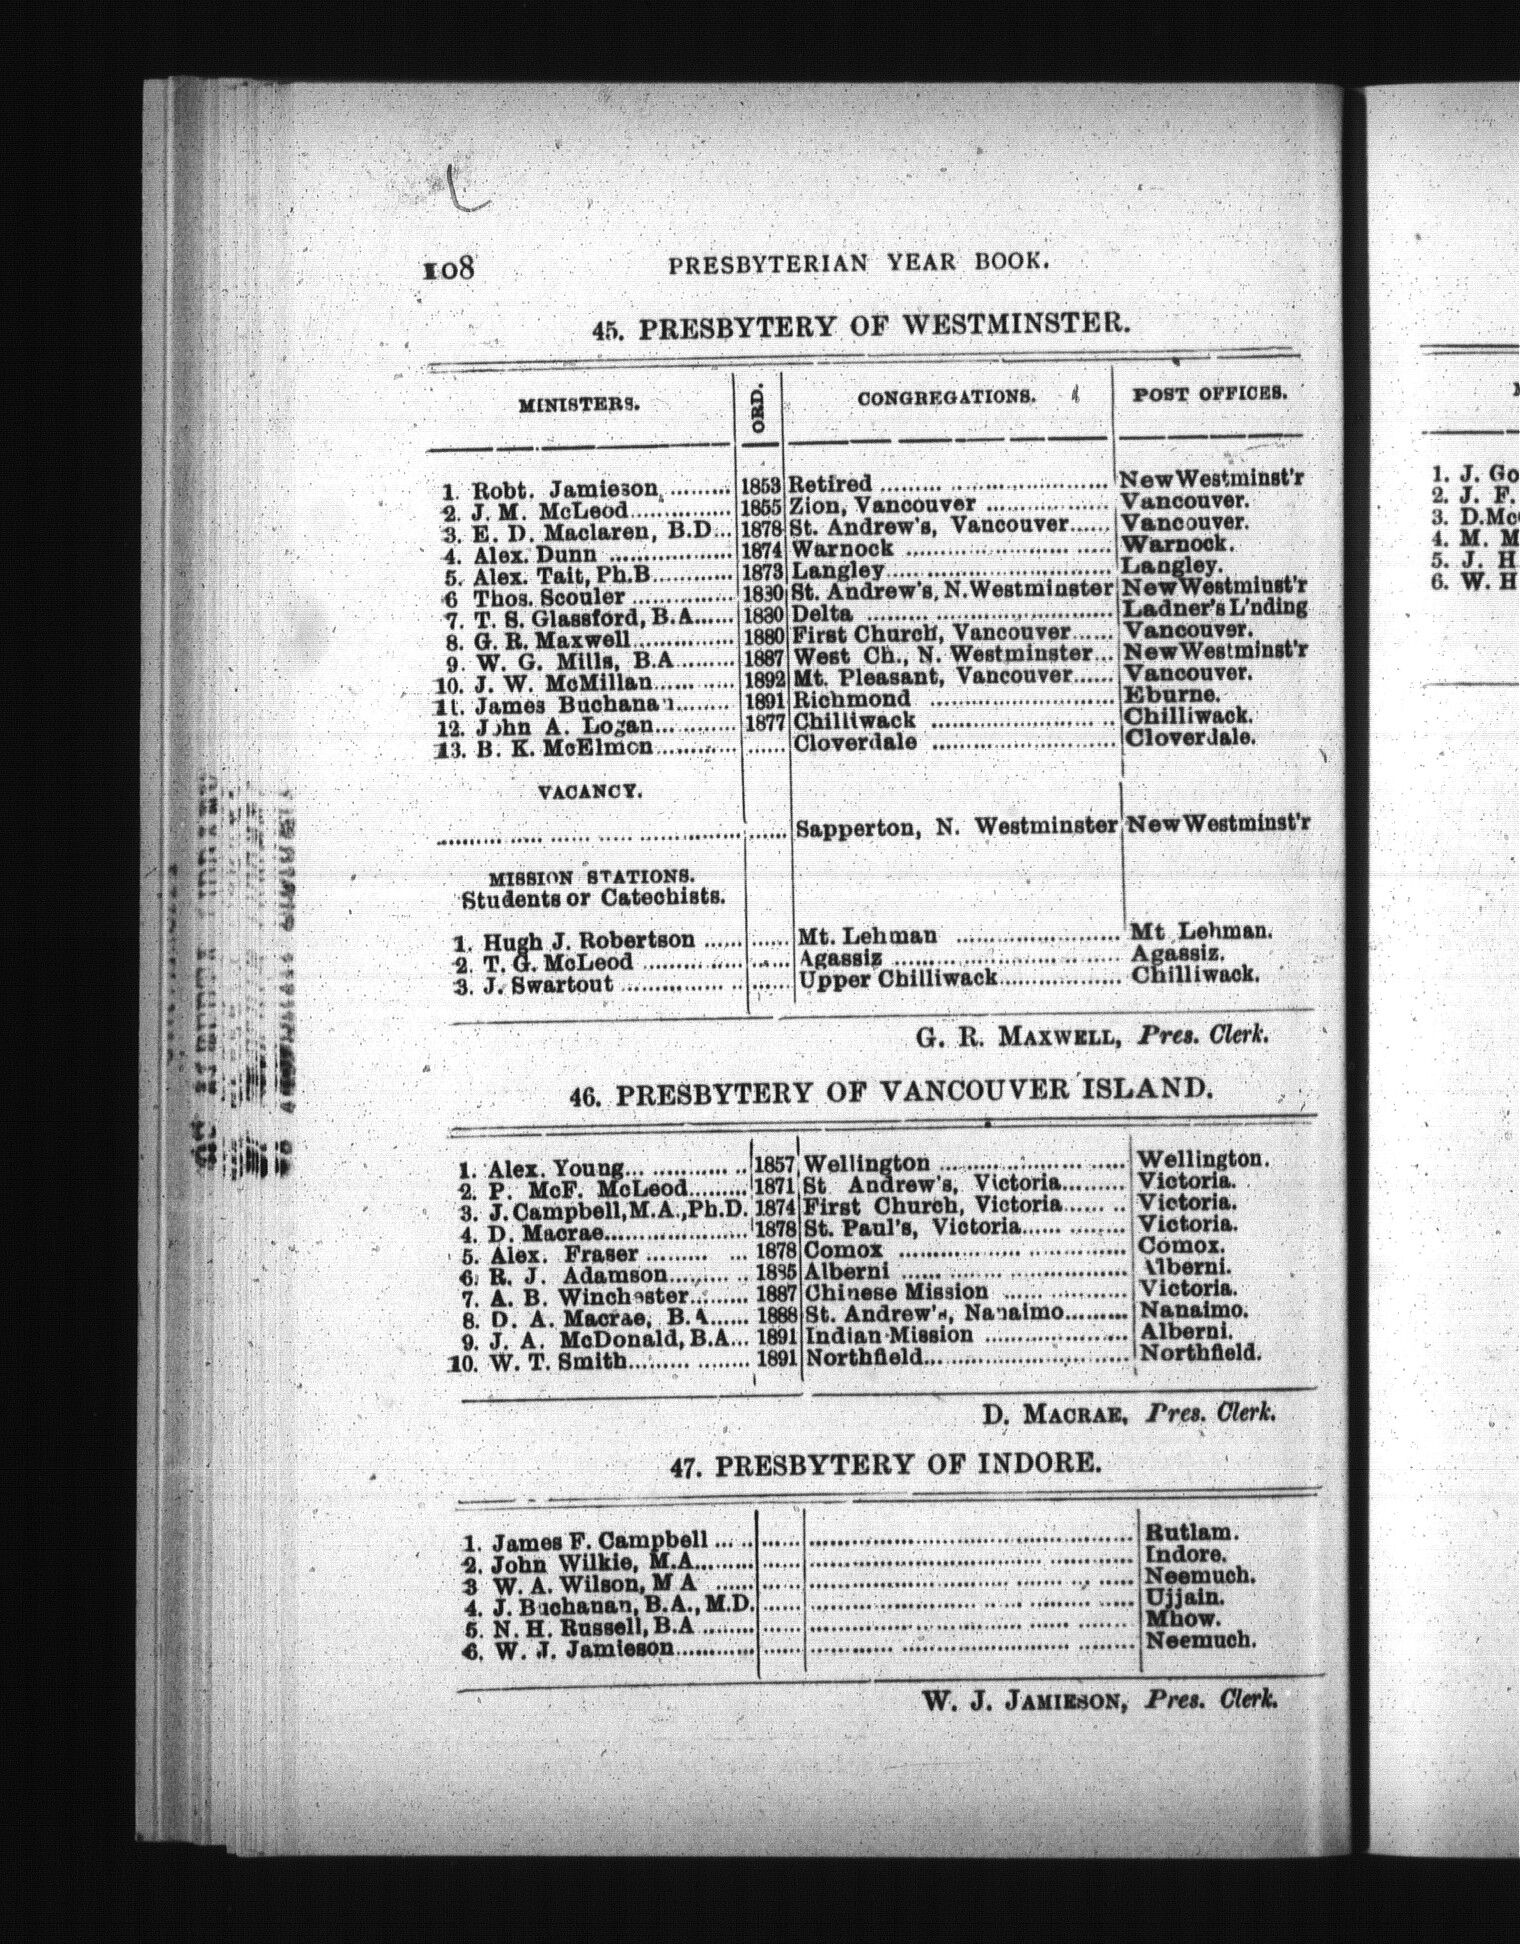 108 PRESBYTERIAN YEAR BOOK.
45. PRESBYTERY OF WESTMINSTER.
MINISTERS. ORD. CONGREGATIONS. POST OFFICES.
1. Robt. Jamieson ......... 1853 Retired ......... NewWestminst'r
2. J. M. McLeod ......... 1855 Zion, Vancouver ......... Vancouver.
3. E. D. Maclaren, B.D... 1878 St. Andrew's, Vancouver...... Vancouver.
4. Alex. Dunn ......... 1874 Warnock ......... Warnock.
5. Alex. Tait, Ph.B......... 1873 Langley ......... Langley.
6 Thos. Scouler ......... 1880 St. Andrew's, N.Westminster NewWestminst'r
7. T. S. Glassford, B.A...... 1880 Delta ......... Ladner's L'nding
8. G. R. Maxwell ......... 1880 First Church, Vancouver...... Vancouver.
9. W. G. Mills, B.A......... 1887 West Ch., N. Westminster... NewWestminst'r
10. J. W. McMillan......... 1892 Mt. Pleasant, Vancouver...... Vancouver.
11. James Buchanan......... 1891 Richmond ......... Eburne.
12. John A. Logan......... 1877 Chilliwack ......... Chilliwack.
13. B. K. McElmon......... ...... Cloverdale ......... Cloverdale.
VACANCY.
......... ...... Sapperton, N. Westminster NewWestminst'r
MISSION STATIONS.
Students or Catechists.
1. Hugh J. Robertson ...... ...... Mt. Lehman ......... Mt Lehman.
2. T. G. McLeod ......... ...... Agassiz ......... Agassiz.
3. J. Swartout ......... ...... Upper Chilliwack......... Chilliwack.
G. R. MAXWELL, Pres. Clerk.
46. PRESBYTERY OF VANCOUVER ISLAND.
1. Alex. Young......... 1857 Wellington ......... Wellington.
2. P. McF. McLeod......... 1871 St Andrew's, Victoria......... Victoria.
3. J. Campbell, M.A., Ph.D. 1874 First Church, Victoria...... Victoria.
4. D. Macrae......... 1878 St. Paul's, Victoria......... Victoria.
5. Alex. Fraser ......... 1878 Comox ......... Comox.
6. R. J. Adamson......... 1885 Alberni ......... Alberni.
7. A. B. Winchester......... 1887 Chinese Mission ......... Victoria.
8. D. A. Macrae, B.A...... 1888 St. Andrew's, Nanaimo......... Nanaimo.
9. J. A. McDonald, B.A... 1891 Indian Mission ......... Alberni.
10. W. T. Smith......... 1891 Northfield......... Northfield.
D. MACRAE, Pres. Clerk.
47. PRESBYTERY OF INDORE.
1. James F. Campbell ... ...... ......... Rutlam.
2. John Wilkie, M.A......... ...... ......... Indore.
3 W. A. Wilson, M A ...... ...... ......... Neemuch.
4. J. Buchanan, B.A., M.D. ...... ......... Ujjain.
5. N. H. Russell, B.A ......... ...... ......... Mhow.
6. W. J. Jamieson......... ...... ......... Neemuch.
W. J. JAMIESON, Pres. Clerk.
1. J. Go
2. J. F.
3. D.Mc
4. M. M
5. J. H
6. W. H